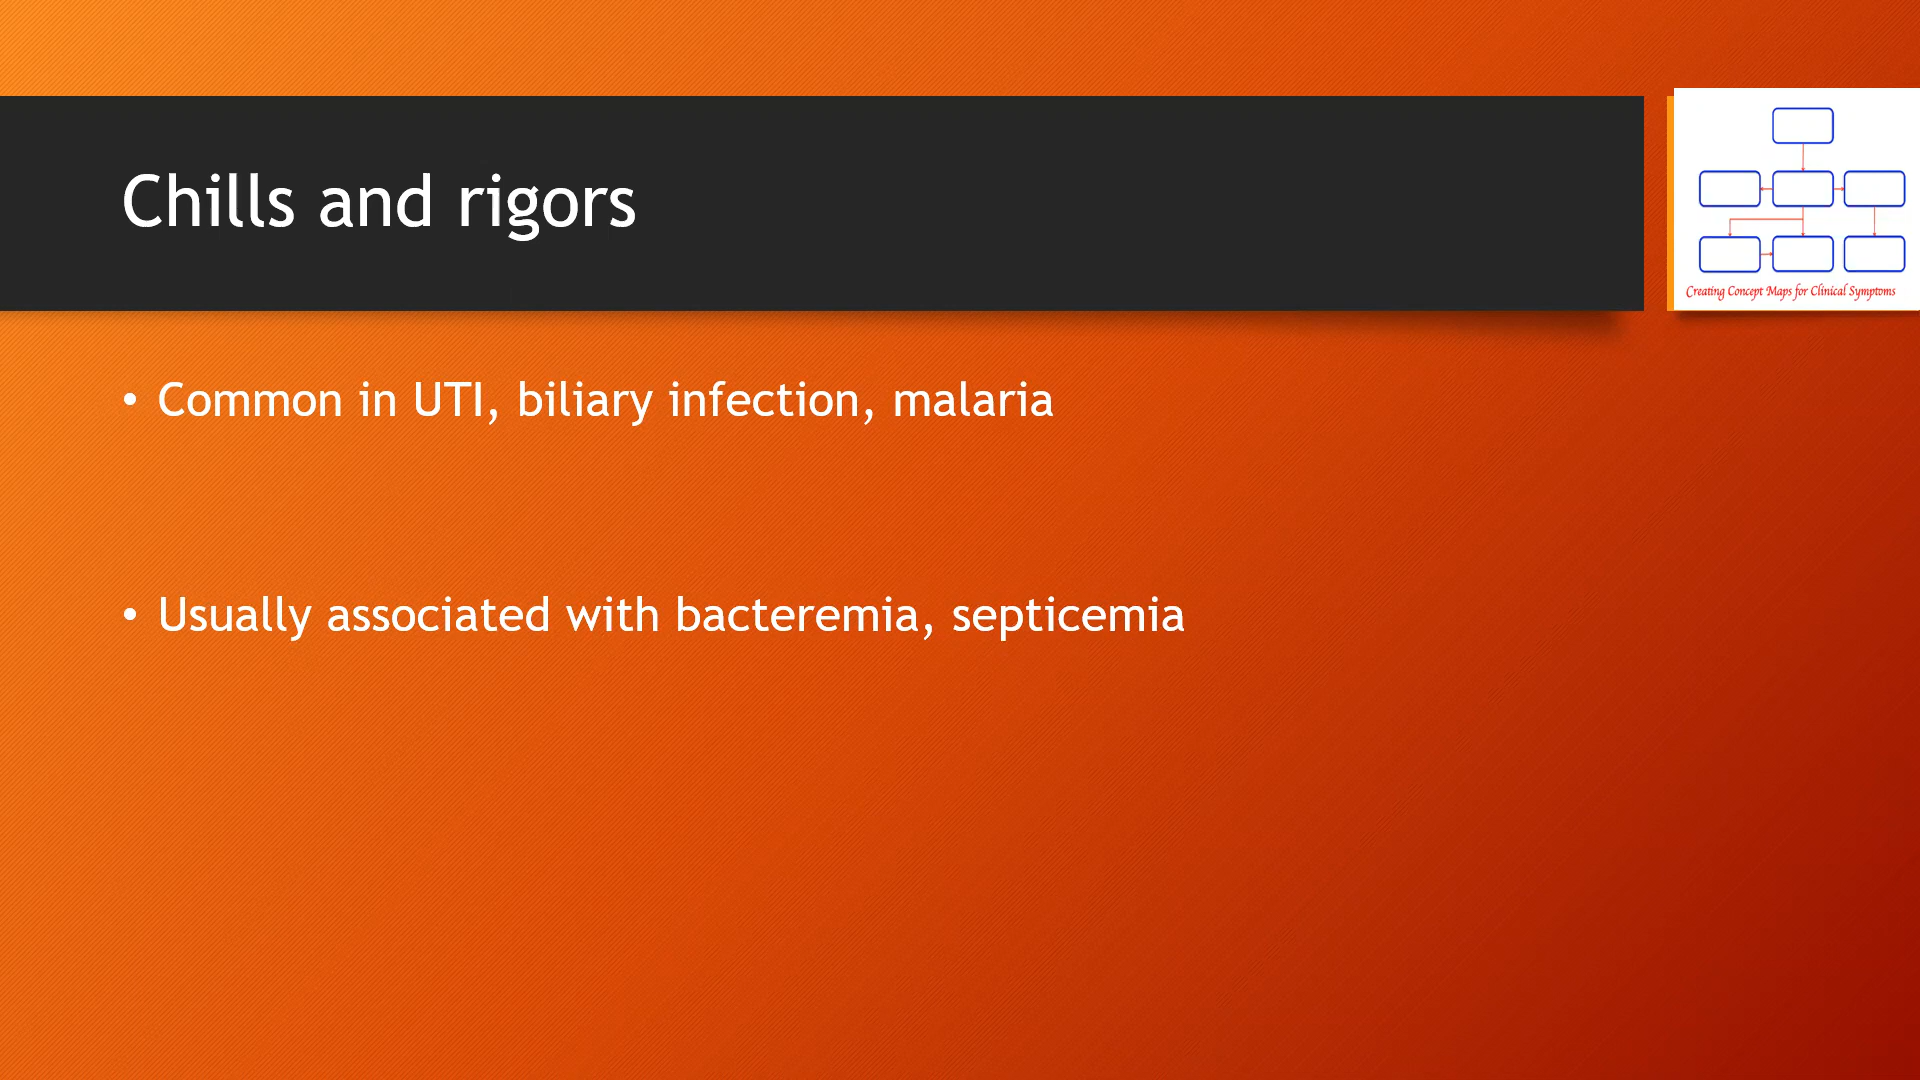 Chills and rigors
Creating Concept Maps for Clinical Symptoms
• Common in UTI, biliary infection, malaria
• Usually associated with bacteremia, septicemia